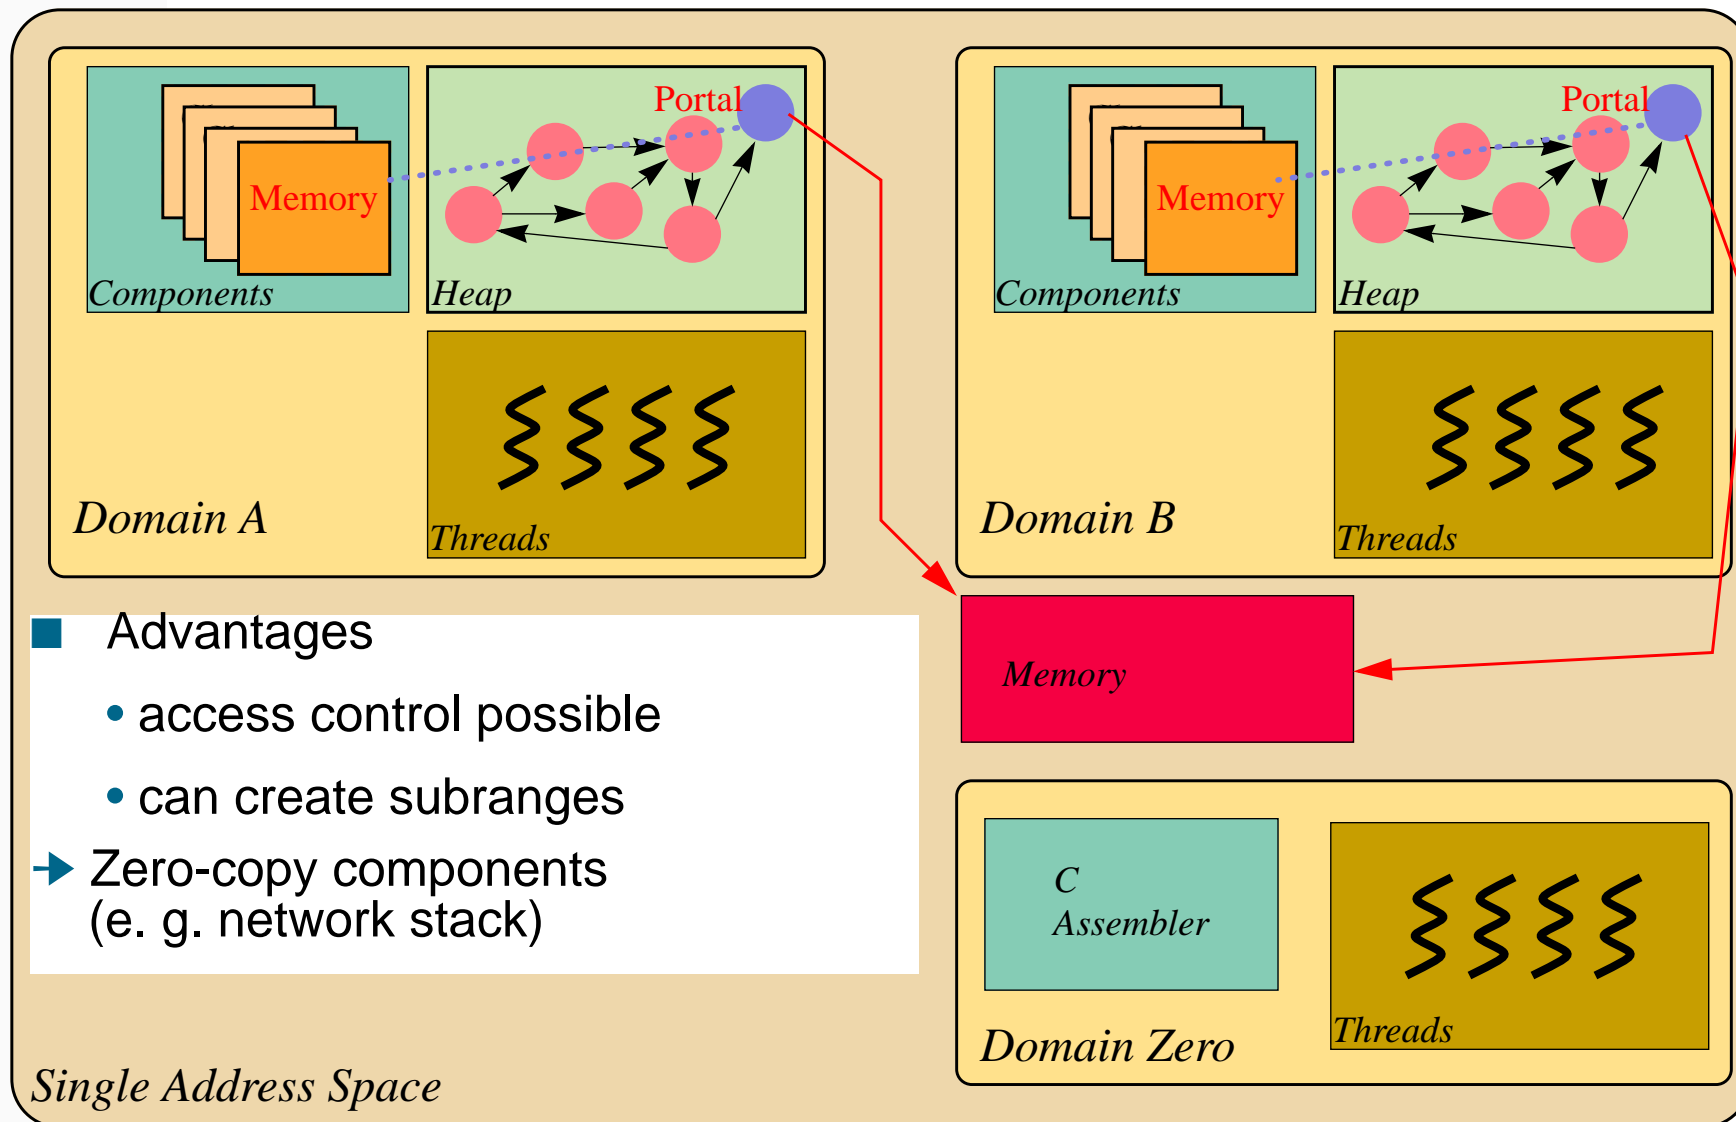 Portal
Memory
Components
Heap
Domain A
Threads
Portal
Memory
Components
Heap
Domain B
Threads
■ Advantages
• access control possible
• can create subranges
→ Zero-copy components
(e. g. network stack)
Memory
C
Assembler
Domain Zero
Threads
Single Address Space